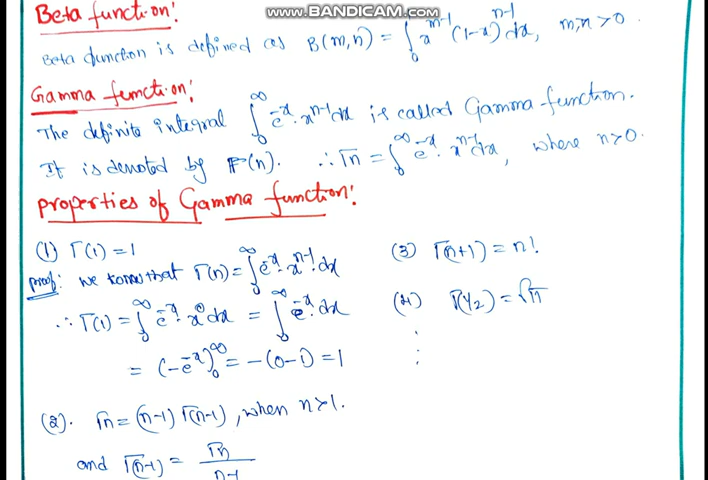 WWW.BANDICAM.COM
Beta function:
Beta function is defined as B(m,n) = ∫₀ x^{m-1} (1-x)^{n-1} dx, m,n > 0.
Gamma function:
The definite integral ∫₀^∞ e^{-x}. x^{n-1} dx is called Gamma function.
It is denoted by Γ(n). ∴ Γn = ∫₀^∞ e^{-x}. x^{n-1} dx, where n>0.
properties of Gamma function:
(1) Γ(1) = 1
proof: we know that Γ(n) = ∫₀^∞ e^{-x}. x^{n-1} dx
∴ Γ(1) = ∫₀^∞ e^{-x}. x⁰ dx = ∫₀^∞ e^{-x}. dx
= (-e^{-x})₀^∞ = -(0-1) = 1
(2). Γn = (n-1) Γ(n-1), when n>1.
and Γ(n-1) = Γn / n-1
(3) Γ(n+1) = n!
(4) Γ(1/2) = √π